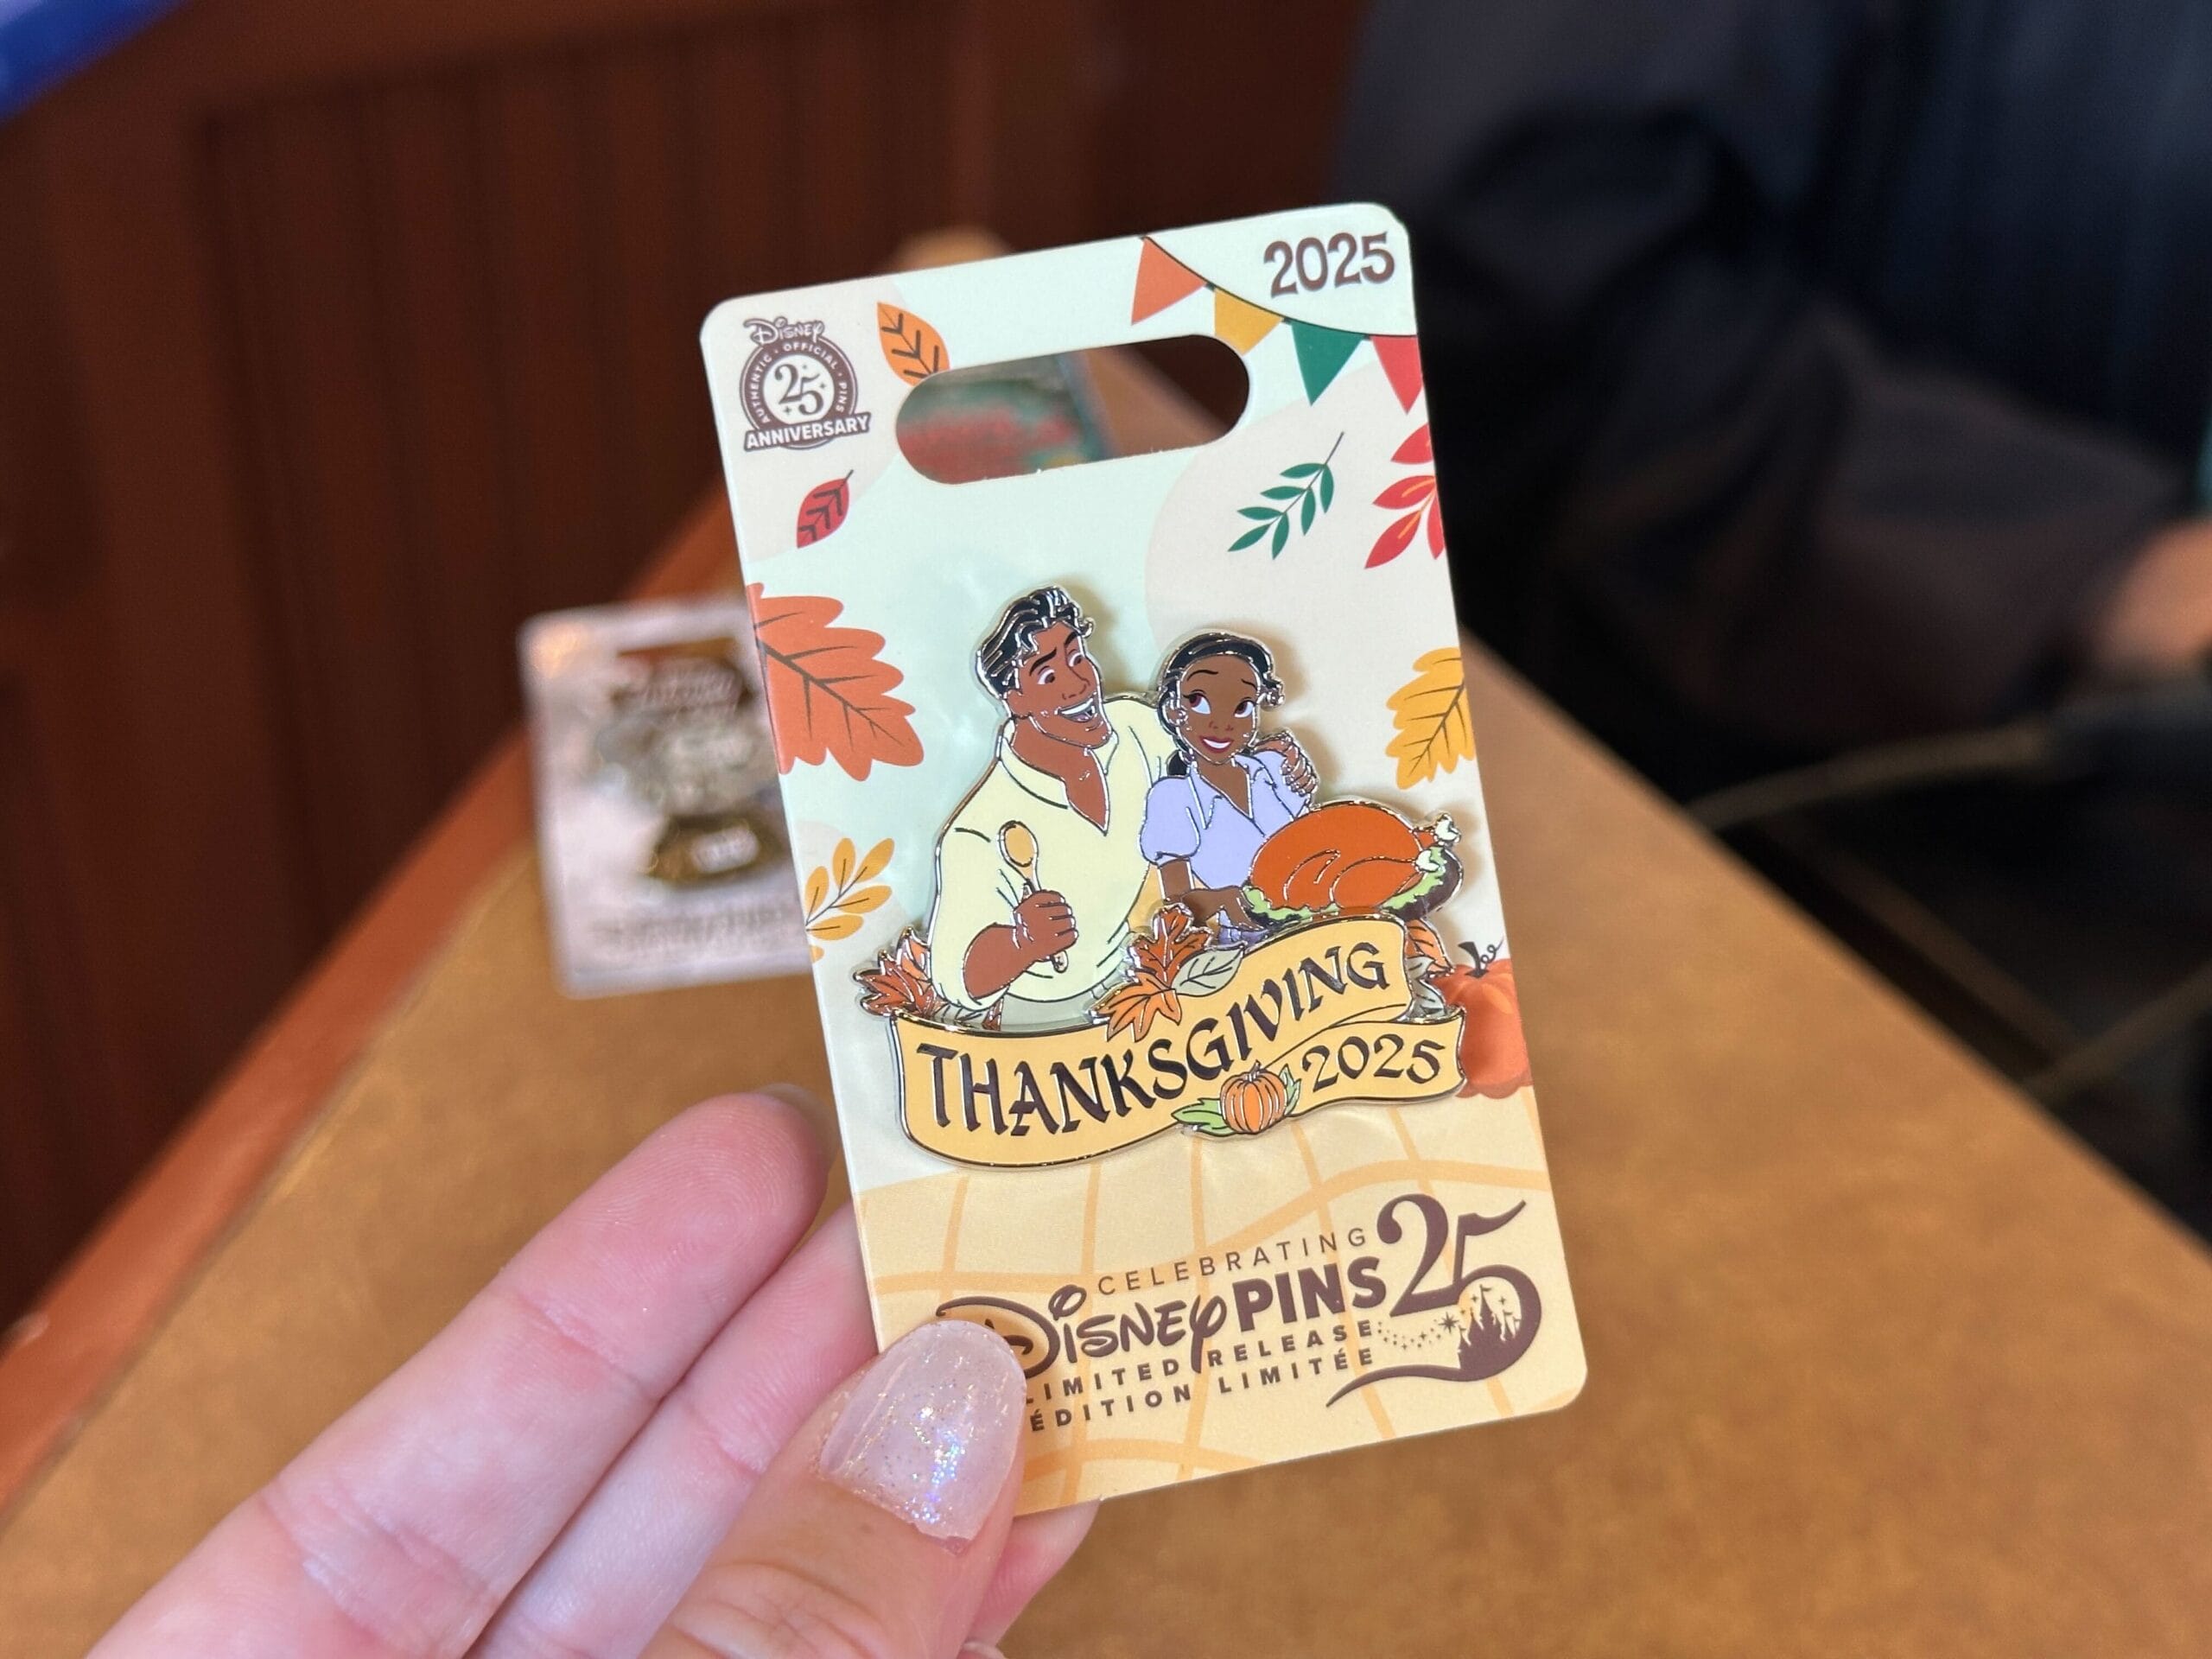 2025
Disney
AUTHENTIC • OFFICIAL • PINS
25
ANNIVERSARY
THANKSGIVING
2025
CELEBRATING
Disney PINS 25
LIMITED RELEASE
ÉDITION LIMITÉE